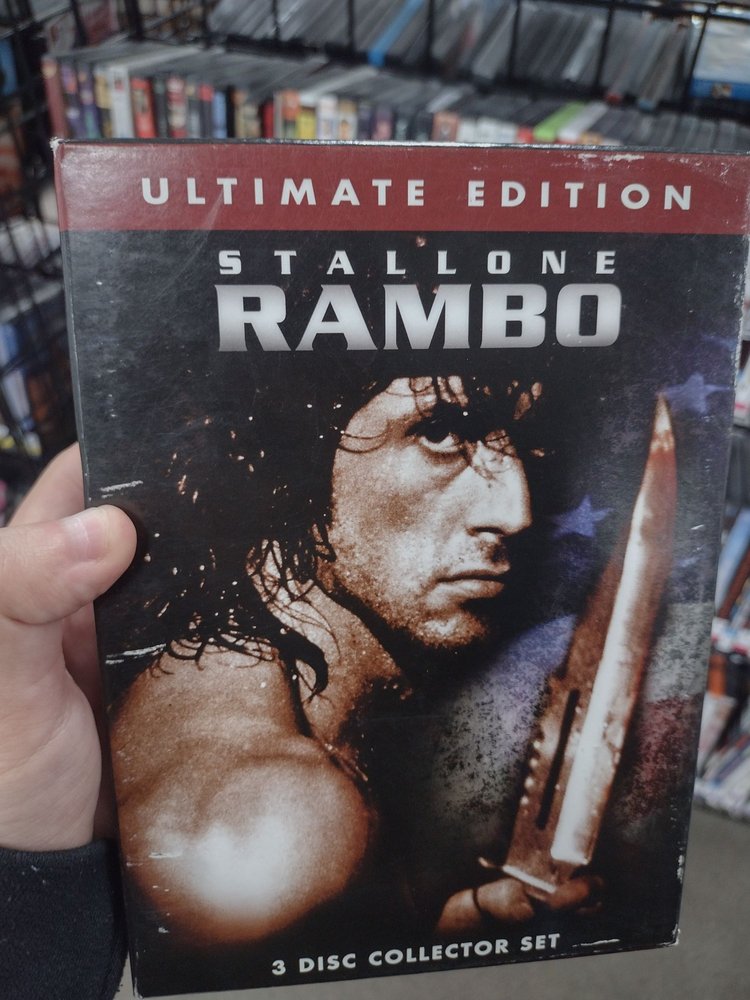 ULTIMATE EDITION
STALLONE
RAMBO
3 DISC COLLECTOR SET